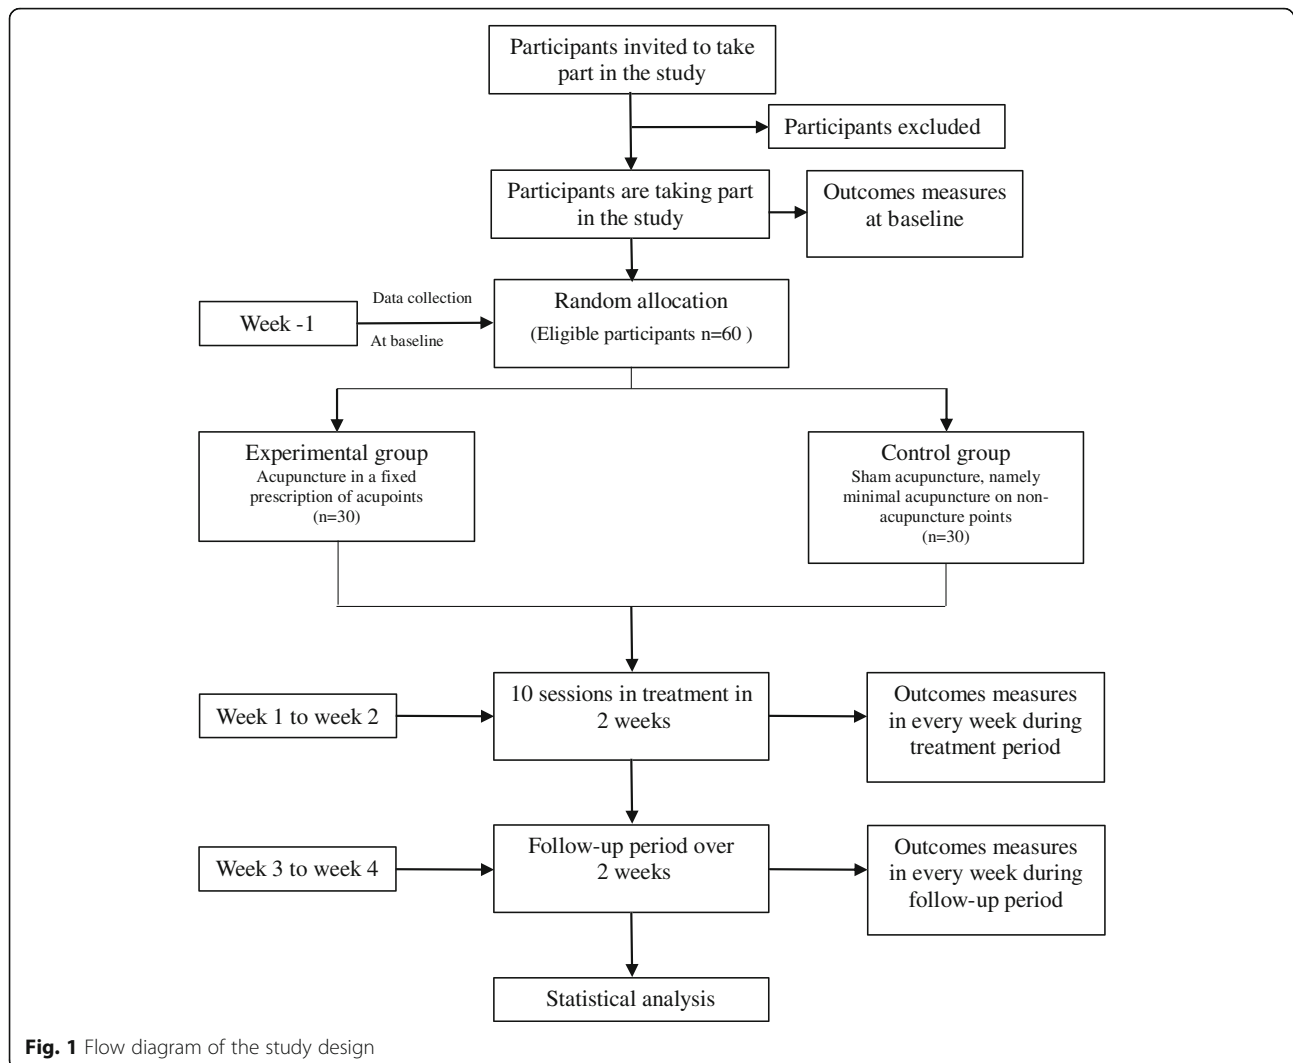 Participants invited to take
part in the study
Participants excluded
Participants are taking part
in the study
Outcomes measures
at baseline
Week -1
Data collection
At baseline
Random allocation
(Eligible participants n=60 )
Experimental group
Acupuncture in a fixed
prescription of acupoints
(n=30)
Control group
Sham acupuncture, namely
minimal acupuncture on non-
acupuncture points
(n=30)
Week 1 to week 2
10 sessions in treatment in
2 weeks
Outcomes measures
in every week during
treatment period
Week 3 to week 4
Follow-up period over
2 weeks
Outcomes measures
in every week during
follow-up period
Statistical analysis
Fig. 1 Flow diagram of the study design